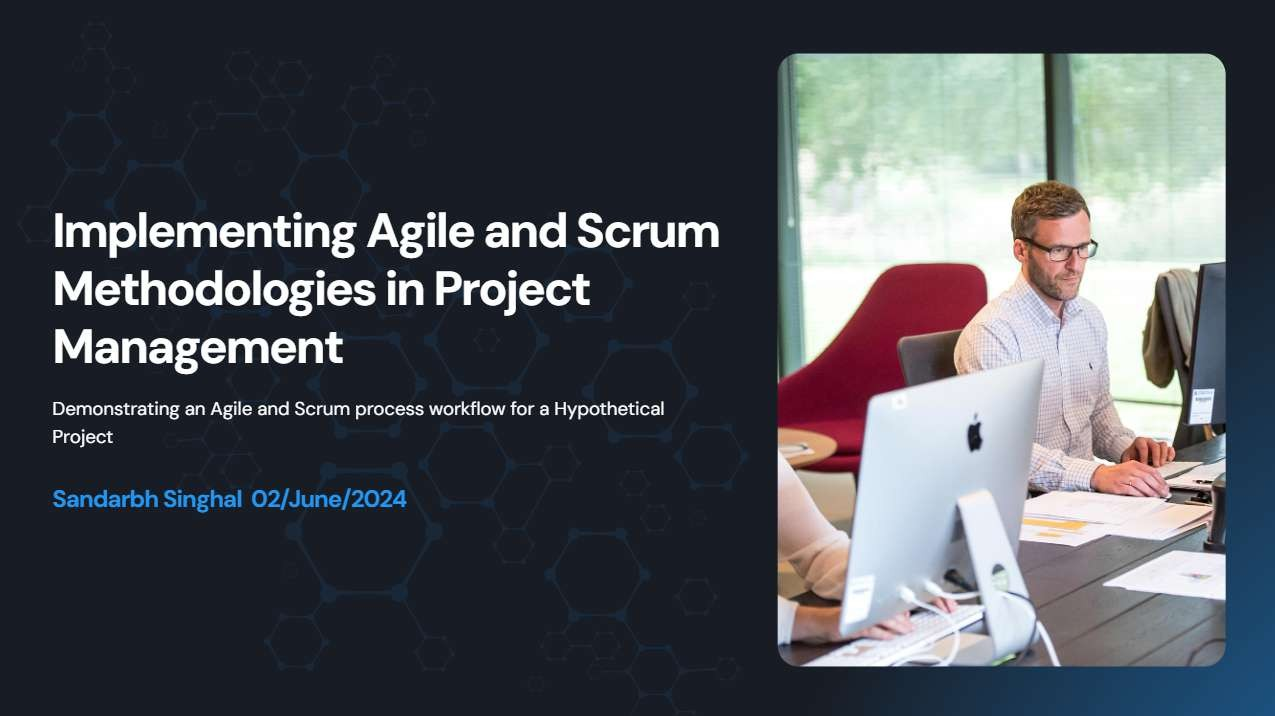 Implementing Agile and Scrum
Methodologies in Project
Management
Demonstrating an Agile and Scrum process workflow for a Hypothetical
Project
Sandarbh Singhal 02/June/2024